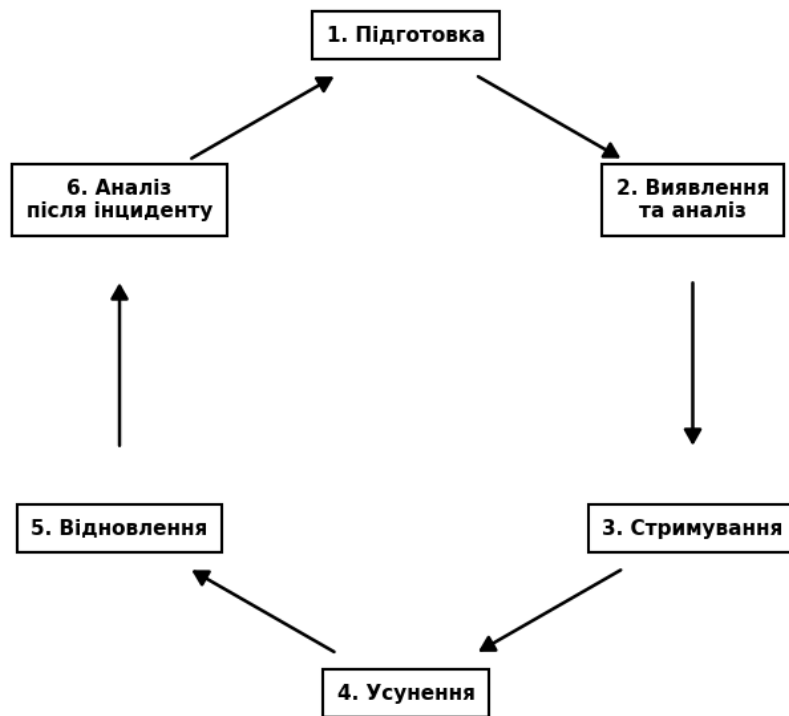 1. Підготовка
2. Виявлення
та аналіз
3. Стримування
4. Усунення
5. Відновлення
6. Аналіз
після інциденту